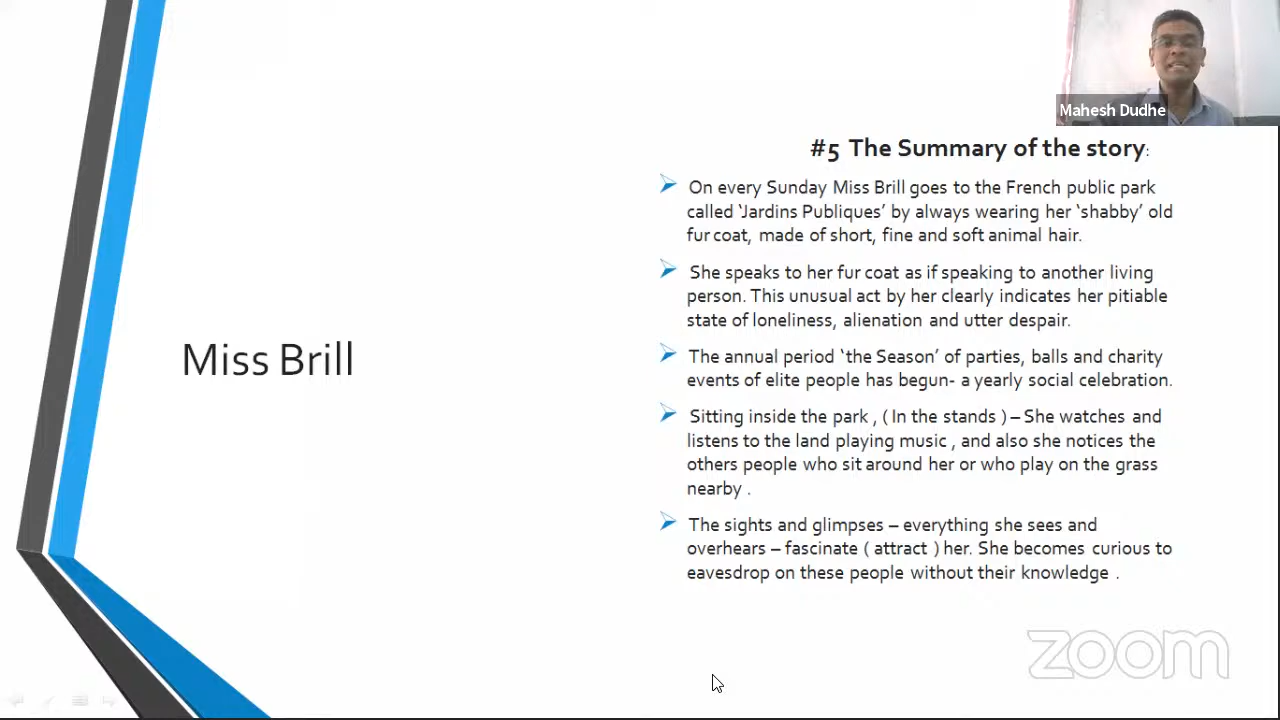 Mahesh Dudhe
#5 The Summary of the story:
On every Sunday Miss Brill goes to the French public park
called ‘Jardins Publiques’ by always wearing her ‘shabby’ old
fur coat, made of short, fine and soft animal hair.
She speaks to her fur coat as if speaking to another living
person. This unusual act by her clearly indicates her pitiable
state of loneliness, alienation and utter despair.
Miss Brill
The annual period ‘the Season’ of parties, balls and charity
events of elite people has begun- a yearly social celebration.
Sitting inside the park , ( In the stands ) – She watches and
listens to the land playing music , and also she notices the
others people who sit around her or who play on the grass
nearby .
The sights and glimpses – everything she sees and
overhears – fascinate ( attract ) her. She becomes curious to
eavesdrop on these people without their knowledge .
zoom